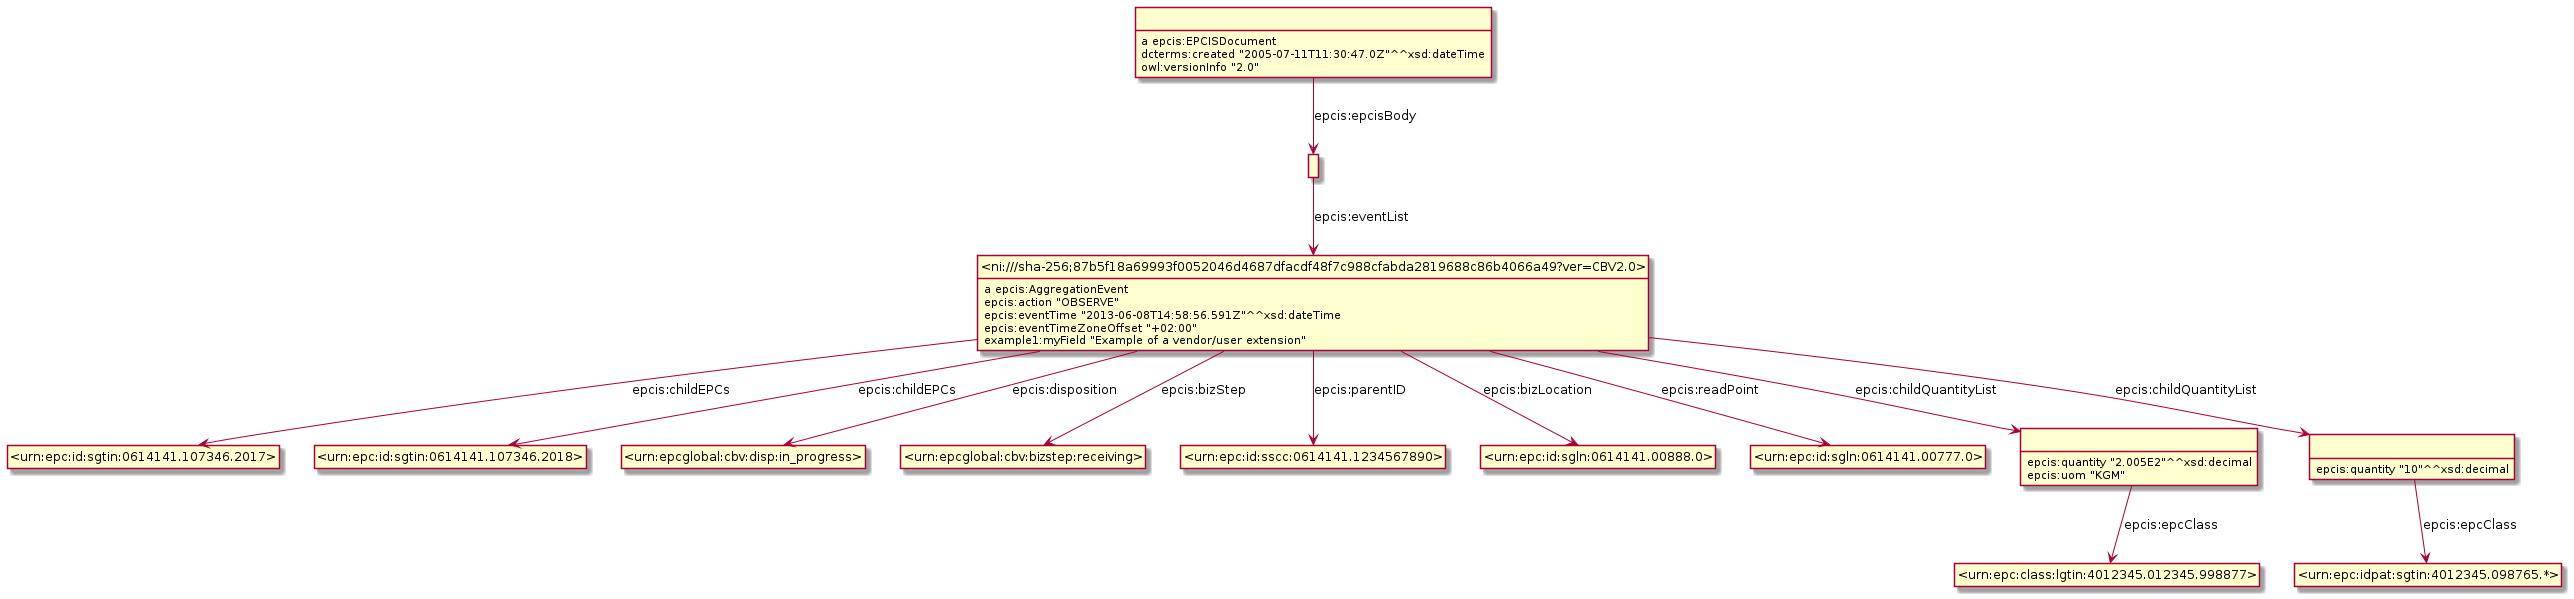 a epcis:EPCISDocument
dcterms:created "2005-07-11T11:30:47.0Z"^^xsd:dateTime
owl:versionInfo "2.0"
epcis:epcisBody
epcis:eventList
<ni:///sha-256;87b5f18a69993f0052046d4687dfacdf48f7c988cfabda2819688c86b4066a49?ver=CBV2.0>
a epcis:AggregationEvent
epcis:action "OBSERVE"
epcis:eventTime "2013-06-08T14:58:56.591Z"^^xsd:dateTime
epcis:eventTimeZoneOffset "+02:00"
example1:myField "Example of a vendor/user extension"
epcis:childEPCs
epcis:childEPCs
epcis:disposition
epcis:bizStep
epcis:parentID
epcis:bizLocation
epcis:readPoint
epcis:childQuantityList
epcis:childQuantityList
<urn:epc:id:sgtin:0614141.107346.2017>
<urn:epc:id:sgtin:0614141.107346.2018>
<urn:epcglobal:cbv:disp:in_progress>
<urn:epcglobal:cbv:bizstep:receiving>
<urn:epc:id:sscc:0614141.1234567890>
<urn:epc:id:sgln:0614141.00888.0>
<urn:epc:id:sgln:0614141.00777.0>
epcis:quantity "2.005E2"^^xsd:decimal
epcis:uom "KGM"
epcis:quantity "10"^^xsd:decimal
epcis:epcClass
epcis:epcClass
<urn:epc:class:lgtin:4012345.012345.998877>
<urn:epc:idpat:sgtin:4012345.098765.*>